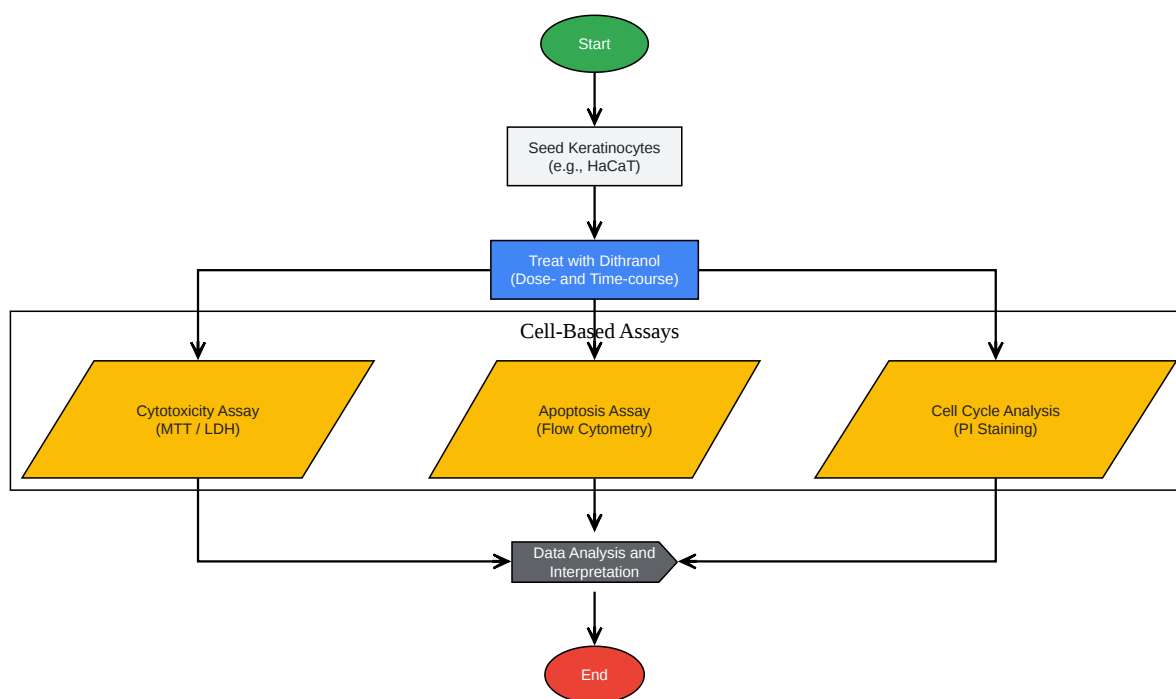 Start
Seed Keratinocytes
(e.g., HaCaT)
Treat with Dithranol
(Dose- and Time-course)
Cell-Based Assays
Cytotoxicity Assay
(MTT / LDH)
Apoptosis Assay
(Flow Cytometry)
Cell Cycle Analysis
(PI Staining)
Data Analysis and
Interpretation
End